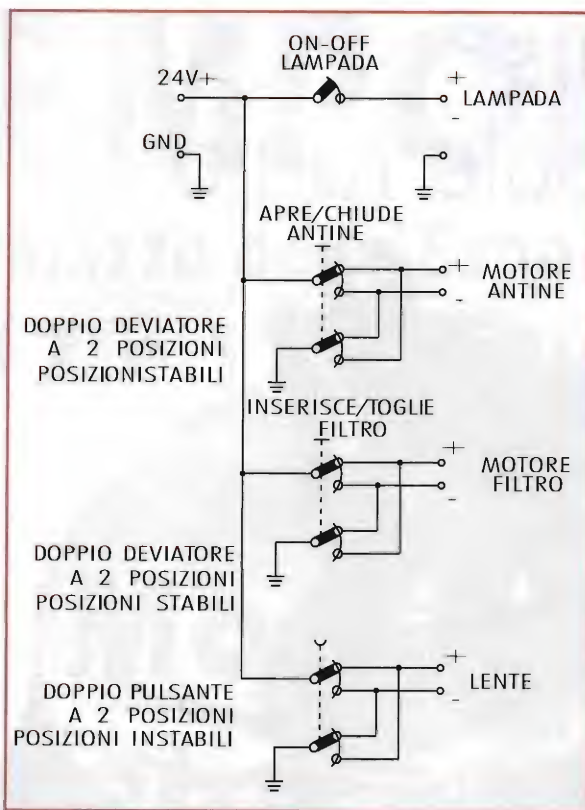 ON-OFF
LAMPADA
24V+
+
LAMPADA
-
GND
APRE/CHIUDE
ANTINE
+
MOTORE
ANTINE
-
DOPPIO DEVIATORE
A 2 POSIZIONI
POSIZIONISTABILI
INSERISCE/TOGLIE
FILTRO
+
MOTORE
FILTRO
-
DOPPIO DEVIATORE
A 2 POSIZIONI
POSIZIONI STABILI
+
LENTE
-
DOPPIO PULSANTE
A 2 POSIZIONI
POSIZIONI INSTABILI